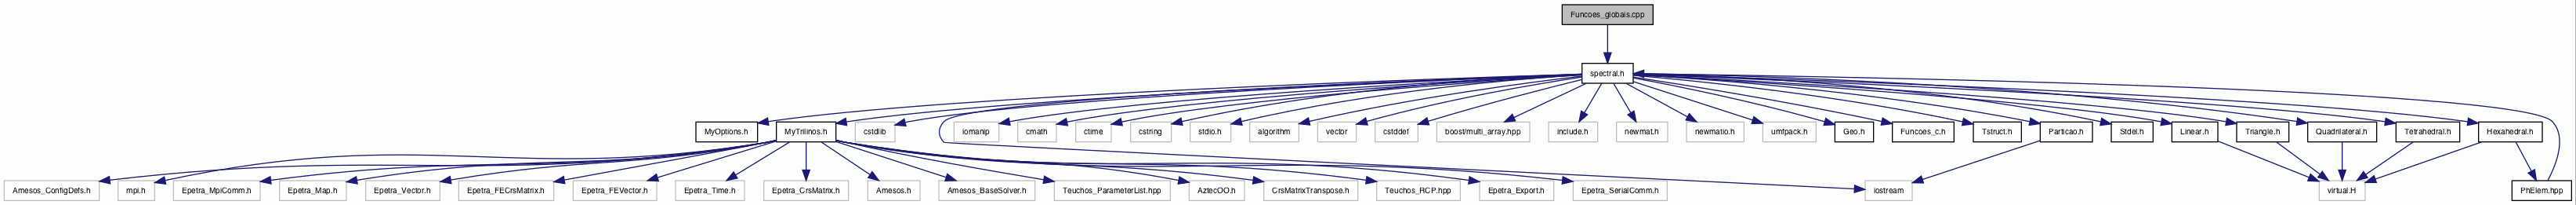 Funcoes_globais.cpp
spectral.h
MyOptions.h
MyTrilinos.h
cstdlib
iomanip
cmath
ctime
cstring
stdio.h
algorithm
vector
cstddef
boost/multi_array.hpp
include.h
newmat.h
newmatio.h
umfpack.h
Geo.h
Funcoes_c.h
Tstruct.h
Particao.h
Stdel.h
Linear.h
Triangle.h
Quadrilateral.h
Tetrahedral.h
Hexahedral.h
Amesos_ConfigDefs.h
mpi.h
Epetra_MpiComm.h
Epetra_Map.h
Epetra_Vector.h
Epetra_FECrsMatrix.h
Epetra_FEVector.h
Epetra_Time.h
Epetra_CrsMatrix.h
Amesos.h
Amesos_BaseSolver.h
Teuchos_ParameterList.hpp
AztecOO.h
CrsMatrixTranspose.h
Teuchos_RCP.hpp
Epetra_Export.h
Epetra_SerialComm.h
iostream
virtual.H
PhElem.hpp